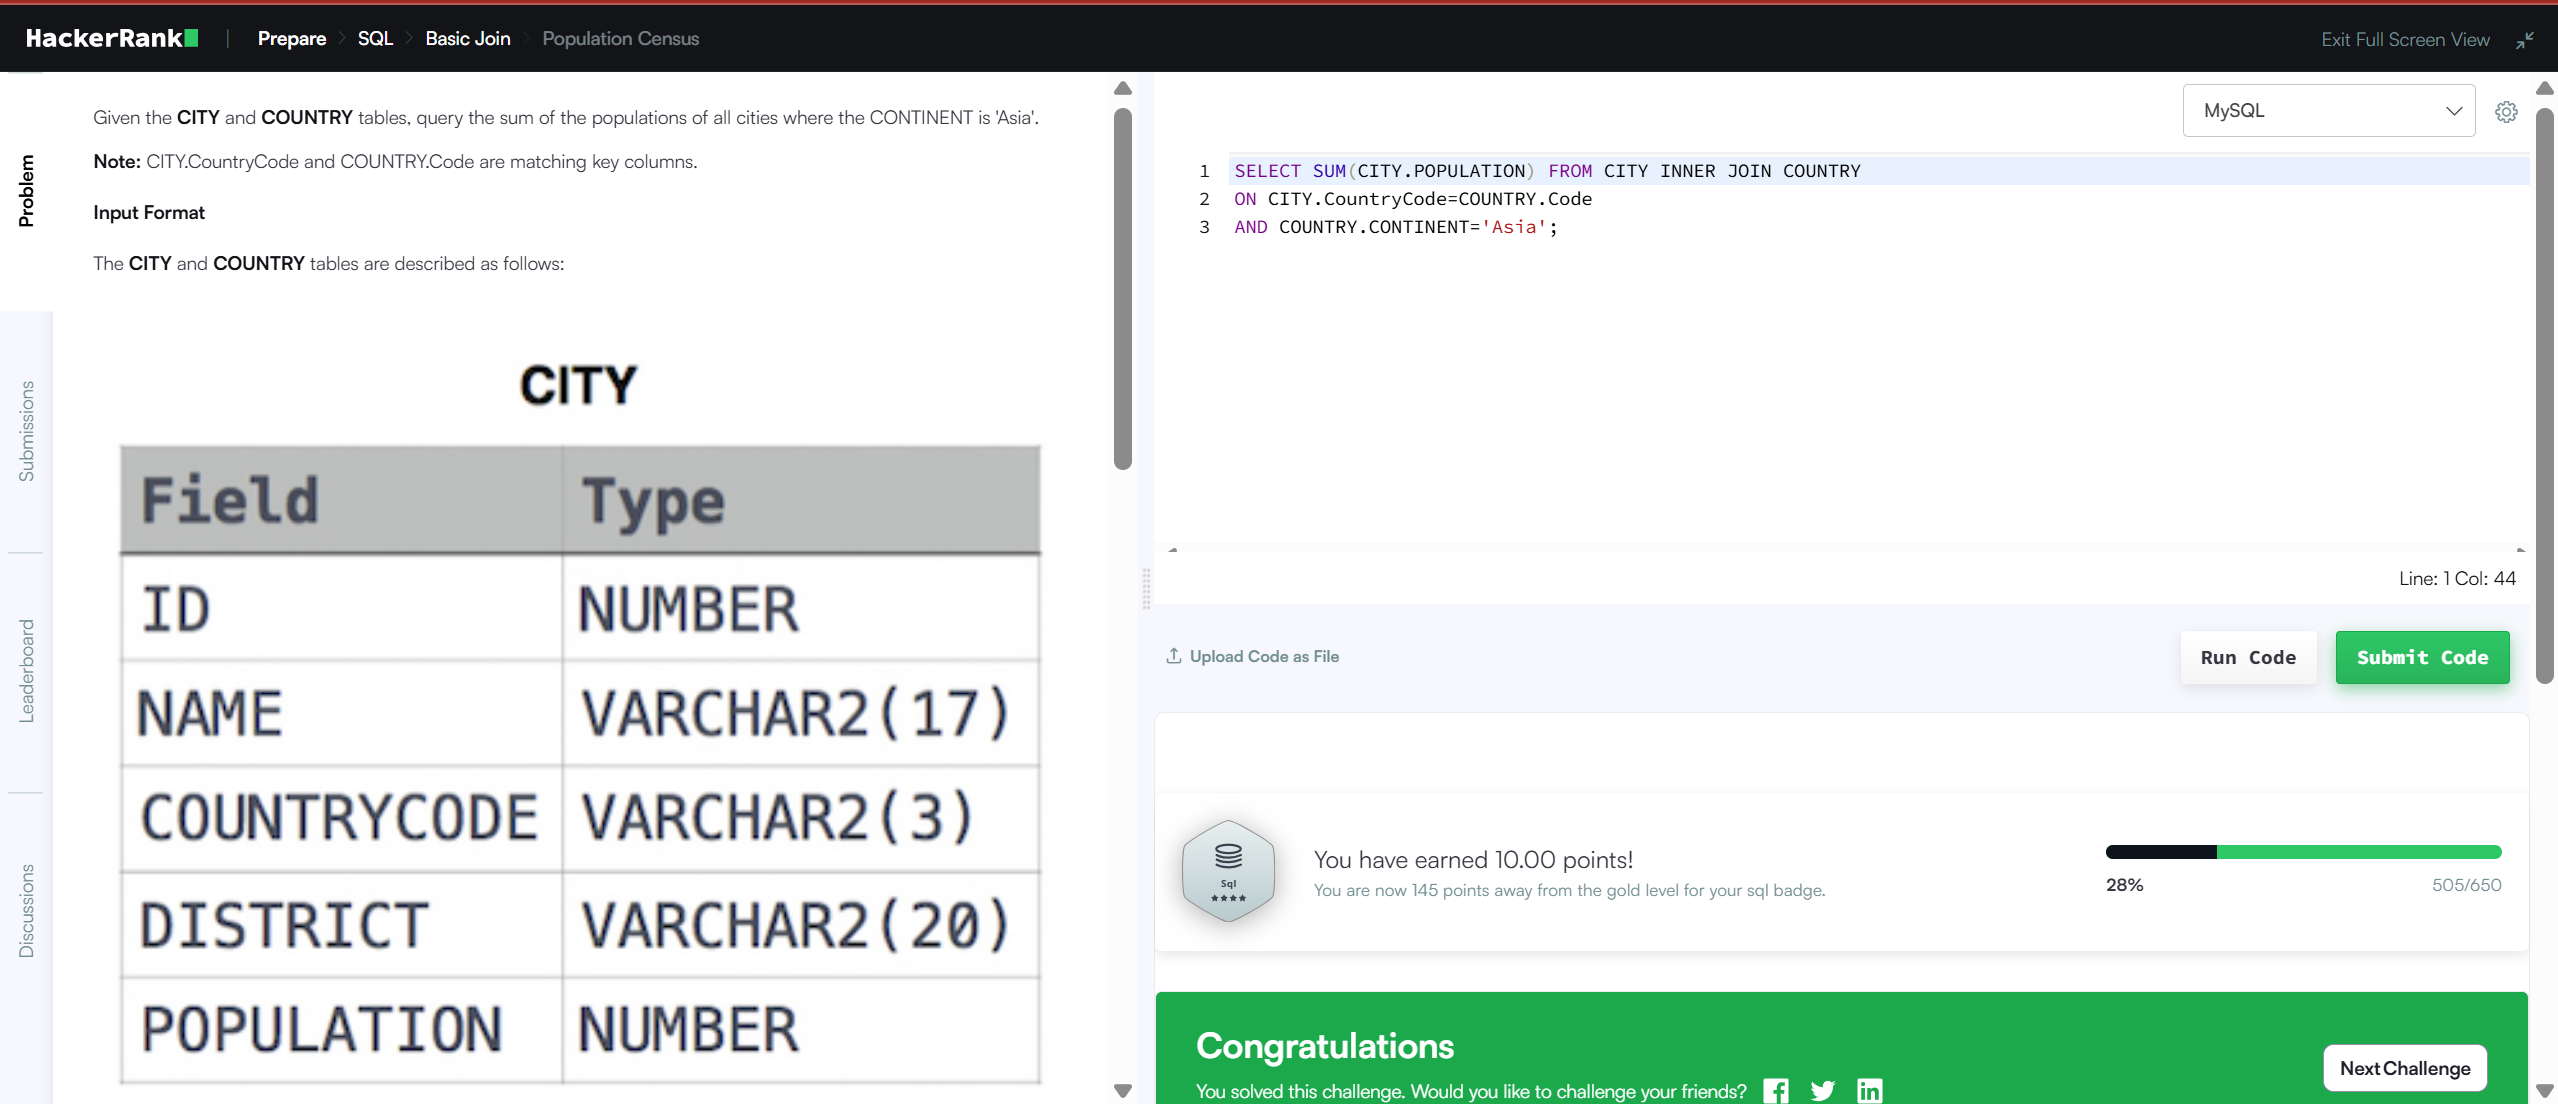 HackerRank | Prepare > SQL > Basic Join > Population Census
Exit Full Screen View
Problem
Submissions
Leaderboard
Discussions
Given the CITY and COUNTRY tables, query the sum of the populations of all cities where the CONTINENT is 'Asia'.
Note: CITY.CountryCode and COUNTRY.Code are matching key columns.
Input Format
The CITY and COUNTRY tables are described as follows:
CITY
Field Type
ID NUMBER
NAME VARCHAR2(17)
COUNTRYCODE VARCHAR2(3)
DISTRICT VARCHAR2(20)
POPULATION NUMBER
MySQL
1 SELECT SUM(CITY.POPULATION) FROM CITY INNER JOIN COUNTRY
2 ON CITY.CountryCode=COUNTRY.Code
3 AND COUNTRY.CONTINENT='Asia';
Line: 1 Col: 44
Upload Code as File
Run Code
Submit Code
Sql
You have earned 10.00 points!
You are now 145 points away from the gold level for your sql badge.
28% 505/650
Congratulations
You solved this challenge. Would you like to challenge your friends?
Next Challenge